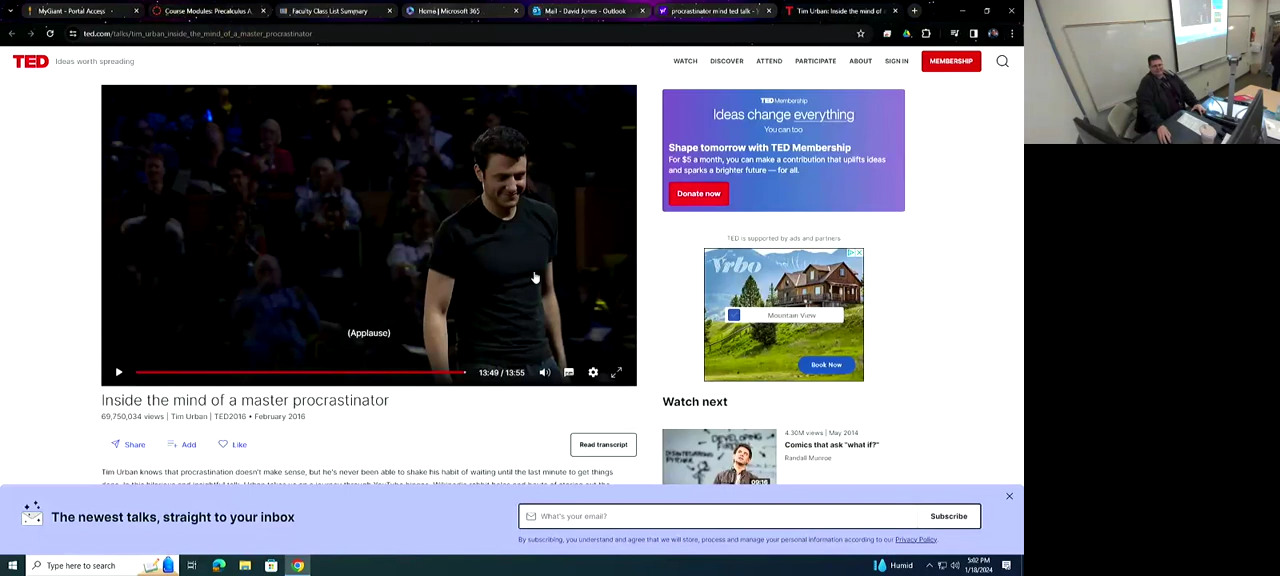 MyGiant - Portal Access
Course Modules: Precalculus A
Faculty Class List Summary
Home | Microsoft 365
Mail - David Jones - Outlook
procrastinator mind ted talk - 
Tim Urban: Inside the mind of a
ted.com/talks/tim_urban_inside_the_mind_of_a_master_procrastinator
TED Ideas worth spreading
WATCH DISCOVER ATTEND PARTICIPATE ABOUT SIGN IN MEMBERSHIP
TED Membership
Ideas change everything
You can too
Shape tomorrow with TED Membership
For $5 a month, you can make a contribution that uplifts ideas
and sparks a brighter future — for all.
Donate now
TED is supported by ads and partners
Vrbo
Mountain View
Book Now
(Applause)
13:49 / 13:55
Inside the mind of a master procrastinator
69,750,034 views | Tim Urban | TED2016 • February 2016
Share Add Like
Read transcript
Tim Urban knows that procrastination doesn't make sense, but he's never been able to shake his habit of waiting until the last minute to get things
Watch next
4.30M views | May 2014
Comics that ask "what if?"
Randall Munroe
09:16
The newest talks, straight to your inbox
What's your email?
Subscribe
By subscribing, you understand and agree that we will store, process and manage your personal information according to our Privacy Policy.
Type here to search
Humid
5:02 PM
1/18/2024